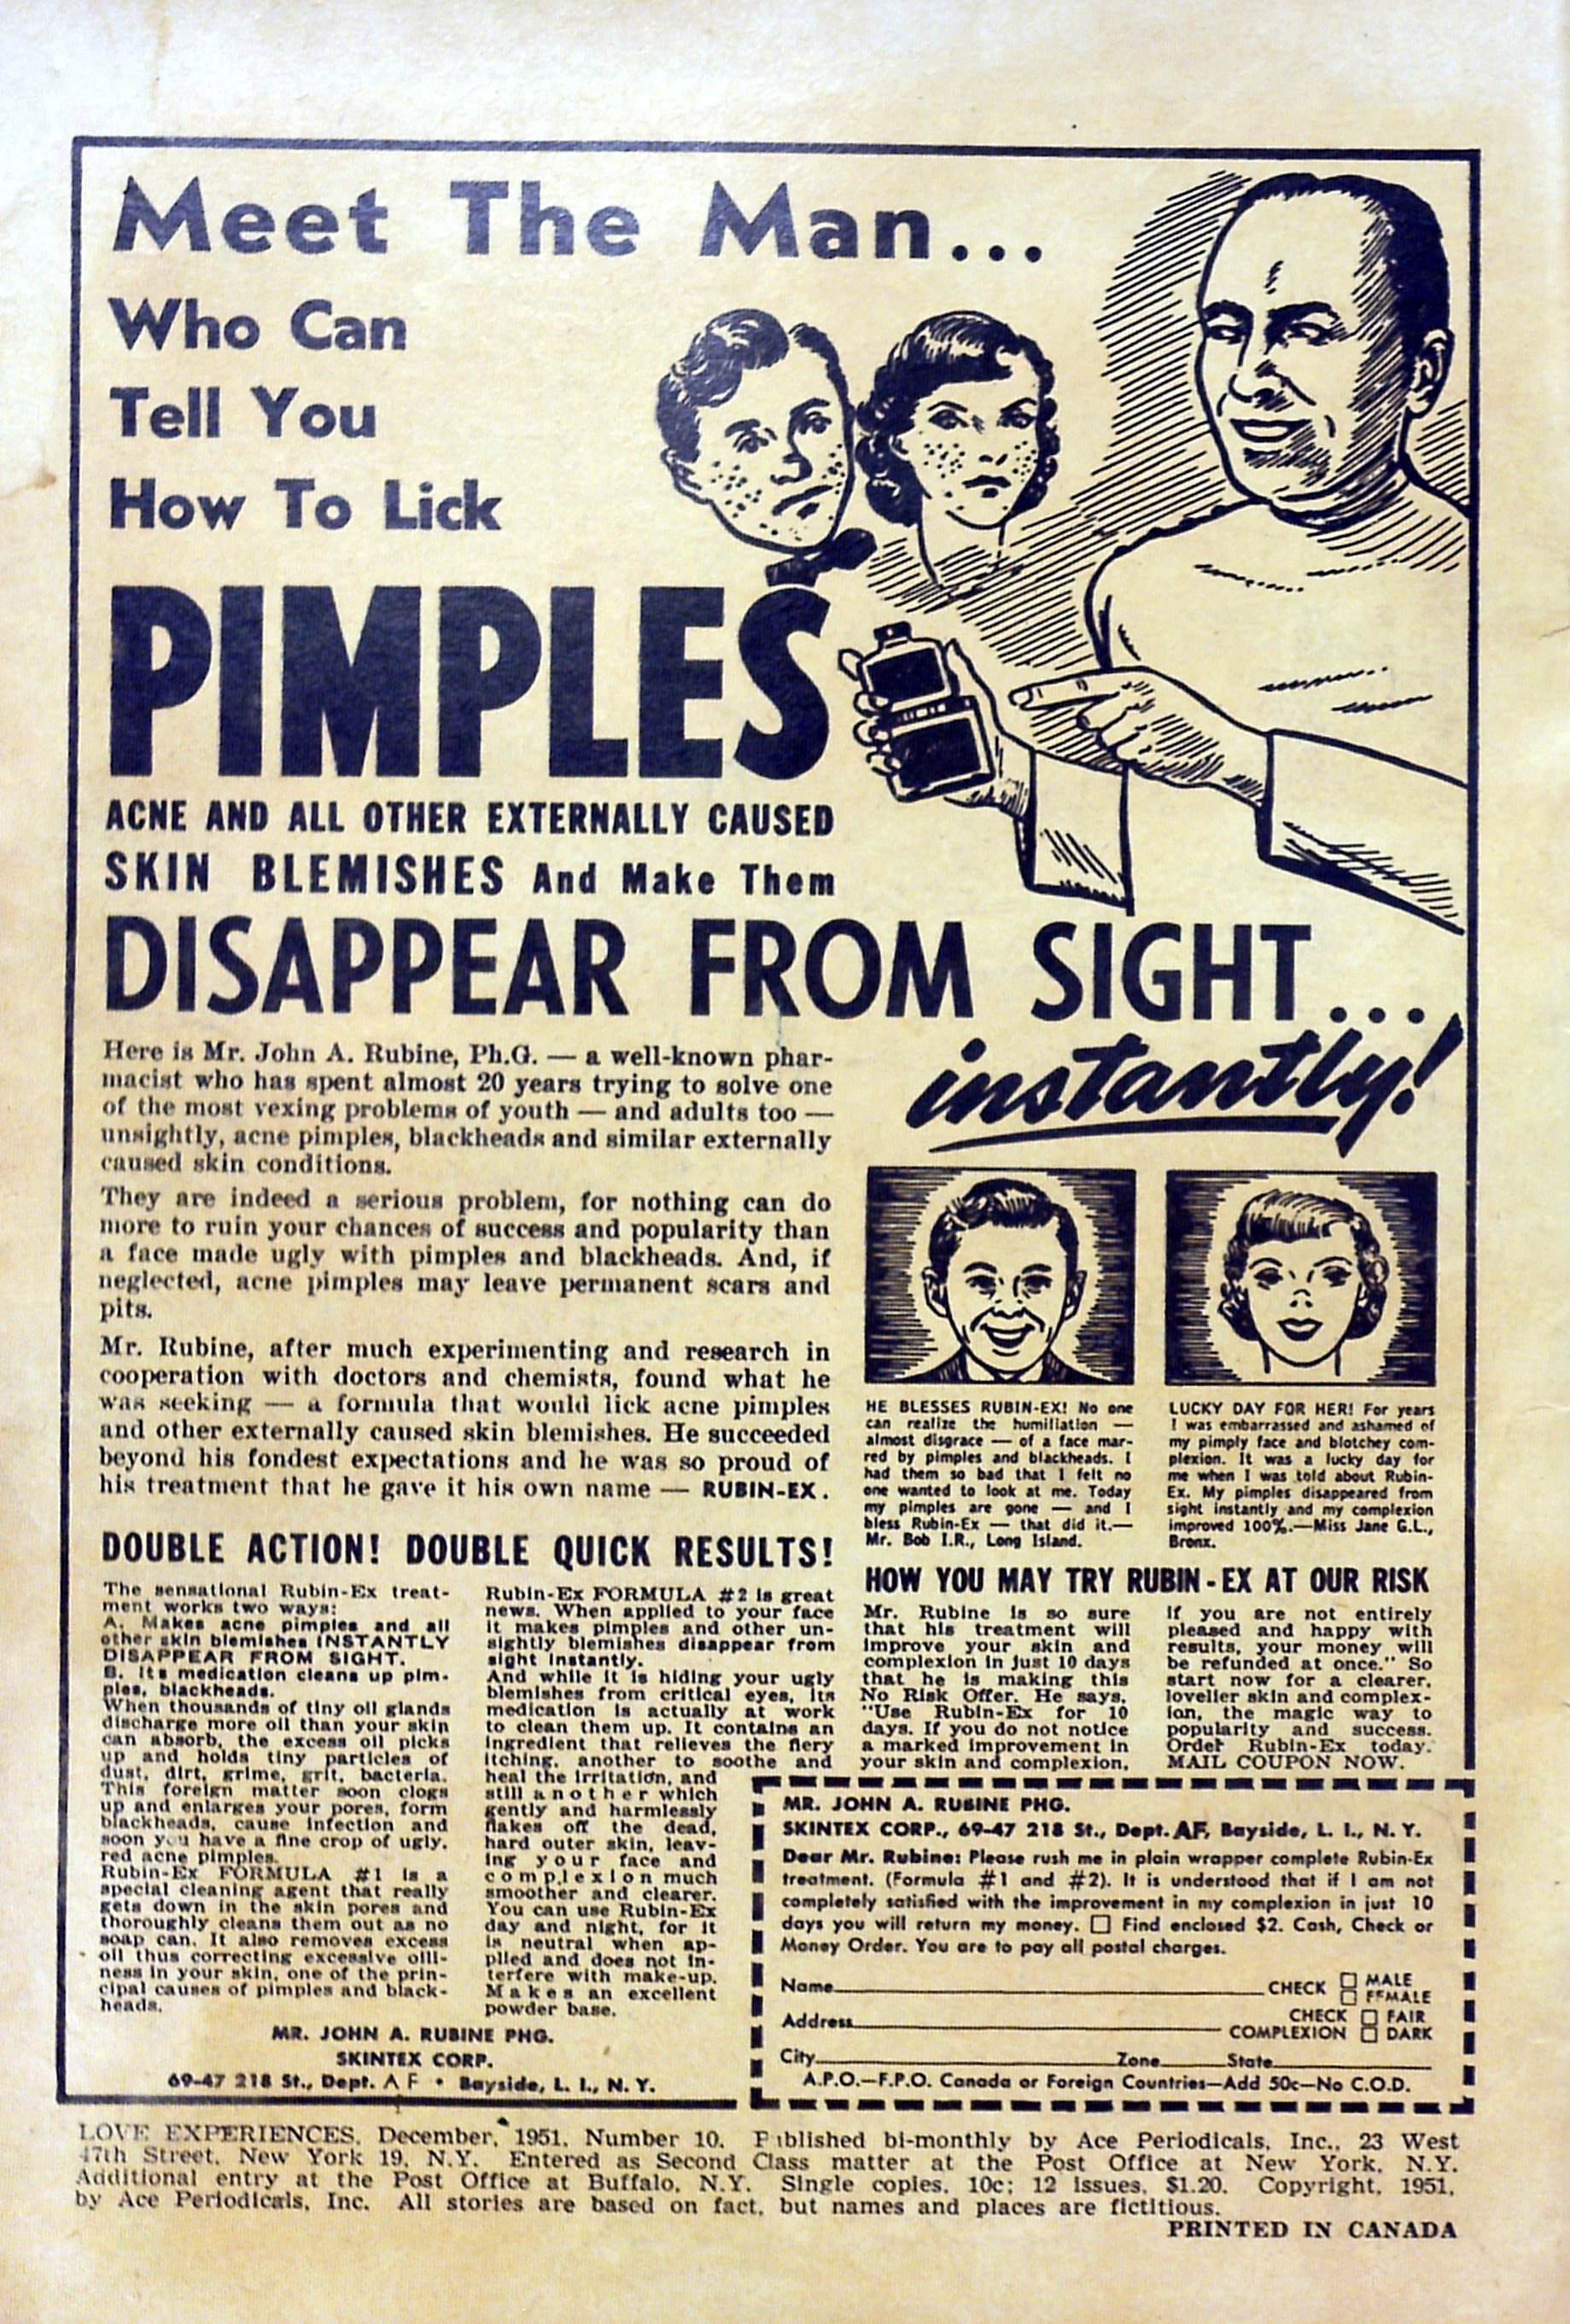 Meet The Man...
Who Can
Tell You
How To Lick
PIMPLES
ACNE AND ALL OTHER EXTERNALLY CAUSED
SKIN BLEMISHES And Make Them
DISAPPEAR FROM SIGHT...
instantly!
Here is Mr. John A. Rubine, Ph.G. — a well-known phar-
macist who has spent almost 20 years trying to solve one
of the most vexing problems of youth — and adults too —
unsightly, acne pimples, blackheads and similar externally
caused skin conditions.
They are indeed a serious problem, for nothing can do
more to ruin your chances of success and popularity than
a face made ugly with pimples and blackheads. And, if
neglected, acne pimples may leave permanent scars and
pits.
Mr. Rubine, after much experimenting and research in
cooperation with doctors and chemists, found what he
was seeking — a formula that would lick acne pimples
and other externally caused skin blemishes. He succeeded
beyond his fondest expectations and he was so proud of
his treatment that he gave it his own name — RUBIN-EX.
HE BLESSES RUBIN-EX! No one
can realize the humiliation —
almost disgrace — of a face mar-
red by pimples and blackheads. I
had them so bad that I felt no
one wanted to look at me. Today
my pimples are gone — and I
bless Rubin-Ex — that did it.—
Mr. Bob I.R., Long Island.
LUCKY DAY FOR HER! For years
I was embarrassed and ashamed of
my pimply face and blotchey com-
plexion. It was a lucky day for
me when I was told about Rubin-
Ex. My pimples disappeared from
sight instantly and my complexion
improved 100%.—Miss Jane G.L.,
Bronx.
DOUBLE ACTION! DOUBLE QUICK RESULTS!
The sensational Rubin-Ex treat-
ment works two ways:
A. Makes acne pimples and all
other skin blemishes INSTANTLY
DISAPPEAR FROM SIGHT.
B. Its medication cleans up pim-
ples, blackheads.
When thousands of tiny oil glands
discharge more oil than your skin
can absorb, the excess oil picks
up and holds tiny particles of
dust, dirt, grime, grit, bacteria.
This foreign matter soon clogs
up and enlarges your pores, form
blackheads, cause infection and
soon you have a fine crop of ugly,
red acne pimples.
Rubin-Ex FORMULA #1 is a
special cleaning agent that really
gets down in the skin pores and
thoroughly cleans them out as no
soap can. It also removes excess
oil thus correcting excessive oili-
ness in your skin, one of the prin-
cipal causes of pimples and black-
heads.
Rubin-Ex FORMULA #2 is great
news. When applied to your face
it makes pimples and other un-
sightly blemishes disappear from
sight instantly.
And while it is hiding your ugly
blemishes from critical eyes, its
medication is actually at work
to clean them up. It contains an
ingredient that relieves the fiery
itching, another to soothe and
heal the irritation, and
still another which
gently and harmlessly
flakes off the dead,
hard outer skin, leav-
ing your face and
complexion much
smoother and clearer.
You can use Rubin-Ex
day and night, for it
is neutral when ap-
plied and does not in-
terfere with make-up.
Makes an excellent
powder base.
MR. JOHN A. RUBINE PHG.
SKINTEX CORP.
69-47 218 St., Dept. AF • Bayside, L. I., N. Y.
HOW YOU MAY TRY RUBIN-EX AT OUR RISK
Mr. Rubine is so sure
that his treatment will
improve your skin and
complexion in just 10 days
that he is making this
No Risk Offer. He says,
"Use Rubin-Ex for 10
days. If you do not notice
a marked improvement in
your skin and complexion,
if you are not entirely
pleased and happy with
results, your money will
be refunded at once." So
start now for a clearer,
lovelier skin and complex-
ion, the magic way to
popularity and success.
Order Rubin-Ex today.
MAIL COUPON NOW.
MR. JOHN A. RUBINE PHG.
SKINTEX CORP., 69-47 218 St., Dept. AF, Bayside, L. I., N. Y.
Dear Mr. Rubine: Please rush me in plain wrapper complete Rubin-Ex
treatment. (Formula #1 and #2). It is understood that if I am not
completely satisfied with the improvement in my complexion in just 10
days you will return my money. □ Find enclosed $2. Cash, Check or
Money Order. You are to pay all postal charges.
Name CHECK □ MALE
□ FEMALE
Address CHECK □ FAIR
COMPLEXION □ DARK
City Zone State
A.P.O.—F.P.O. Canada or Foreign Countries—Add 50c—No C.O.D.
LOVE EXPERIENCES, December, 1951, Number 10. Published bi-monthly by Ace Periodicals, Inc., 23 West
47th Street, New York 19, N.Y. Entered as Second Class matter at the Post Office at New York, N.Y.
Additional entry at the Post Office at Buffalo, N.Y. Single copies, 10c; 12 issues, $1.20. Copyright, 1951,
by Ace Periodicals, Inc. All stories are based on fact, but names and places are fictitious.
PRINTED IN CANADA